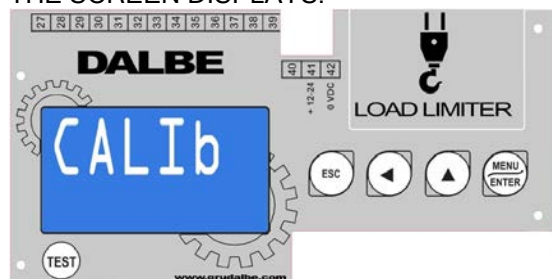 THE SCREEN DISPLAYS:
27 28 29 30 31 32 33 34 35 36 37 38 39
DALBE
40 41 42
+ 12-24
0 VDC
LOAD LIMITER
CALIb
ESC
MENU
ENTER
TEST
www.grudalbe.com